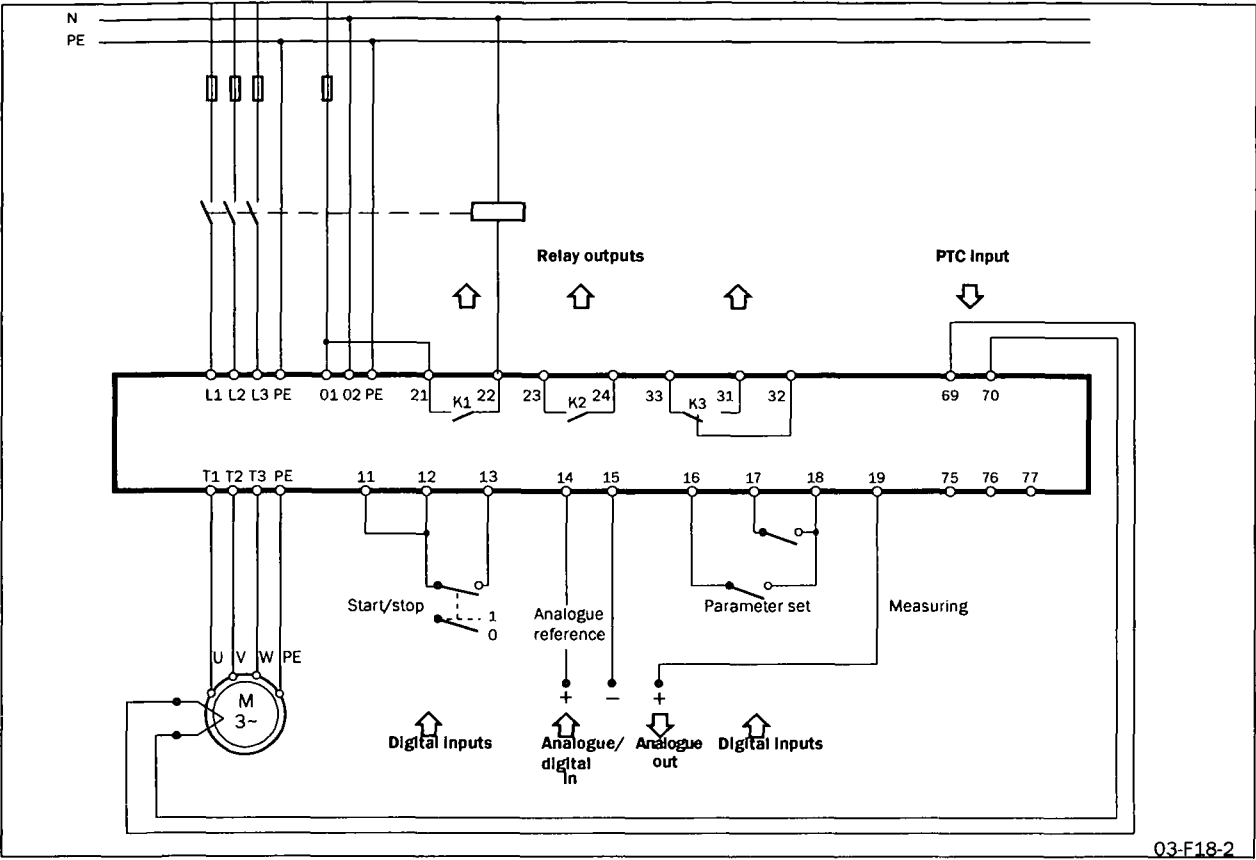 N
PE
Relay outputs
PTC input
L1 L2 L3 PE 01 02 PE 21 22 23 24 33 31 32 69 70
K1 K2 K3
T1 T2 T3 PE 11 12 13 14 15 16 17 18 19 75 76 77
Start/stop
1
0
Analogue
reference
Parameter set
Measuring
U V W PE
M
3~
+ − +
Digital inputs
Analogue/
digital
in
Analogue
out
Digital inputs
03-F18-2